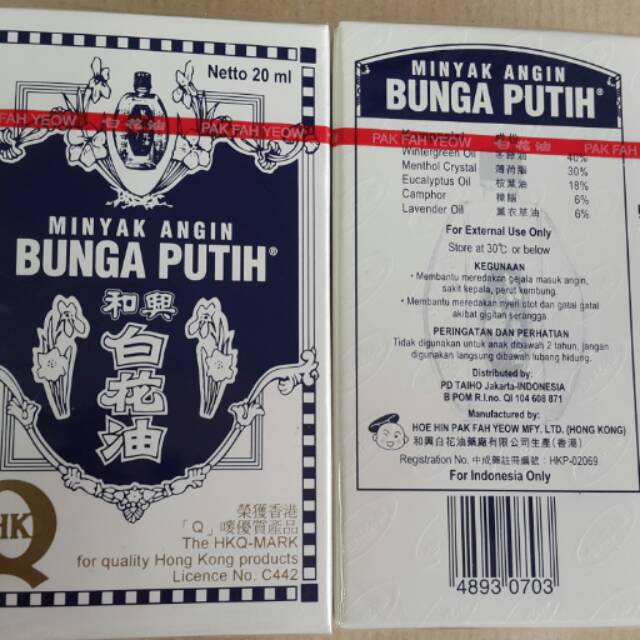 Netto 20 ml
PAK FAH YEOW 白花油 PAK FAH YEOW
MINYAK ANGIN
BUNGA PUTIH®
和興
白花油
HK
Q
榮獲香港
「Q」嘜優質產品
The HKQ-MARK
for quality Hong Kong products
Licence No. C442
MINYAK ANGIN
BUNGA PUTIH®
PAK FAH YEOW 白花油 PAK FAH
Wintergreen Oil 冬綠油 40%
Menthol Crystal 薄荷腦 30%
Eucalyptus Oil 桉葉油 18%
Camphor 樟腦 6%
Lavender Oil 薰衣草油 6%
For External Use Only
Store at 30℃ or below
KEGUNAAN
• Membantu meredakan gejala masuk angin,
sakit kepala, perut kembung.
• Membantu meredakan nyeri otot dan gatal gatal
akibat gigitan serangga.
PERINGATAN DAN PERHATIAN
Tidak digunakan untuk anak dibawah 2 tahun, jangan
digunakan langsung dibawah lubang hidung.
Distributed by:
PD TAIHO Jakarta-INDONESIA
B POM R.I.no. QI 104 608 871
Manufactured by:
HOE HIN PAK FAH YEOW MFY. LTD. (HONG KONG)
和興白花油藥廠有限公司生產(香港)
Registration No. 中成藥註冊編號 : HKP-02069
For Indonesia Only
4893 0703